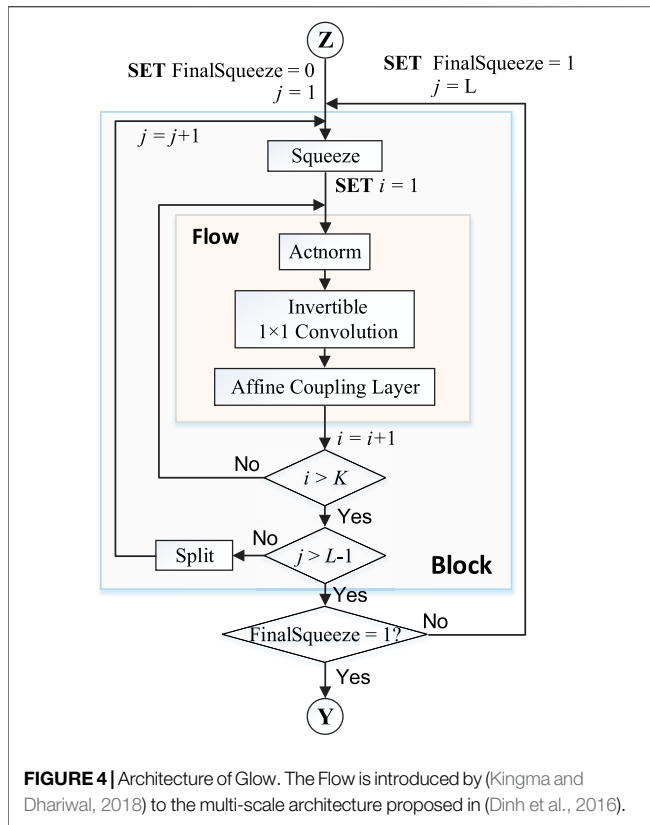 Z
SET FinalSqueeze = 0
j = 1
SET FinalSqueeze = 1
j = L
j = j+1
Squeeze
SET i = 1
Flow
Actnorm
Invertible
1×1 Convolution
Affine Coupling Layer
i = i+1
No
i > K
Yes
No
Split
j > L-1
Block
Yes
FinalSqueeze = 1?
No
Yes
Y
FIGURE 4 | Architecture of Glow. The Flow is introduced by (Kingma and
Dhariwal, 2018) to the multi-scale architecture proposed in (Dinh et al., 2016).